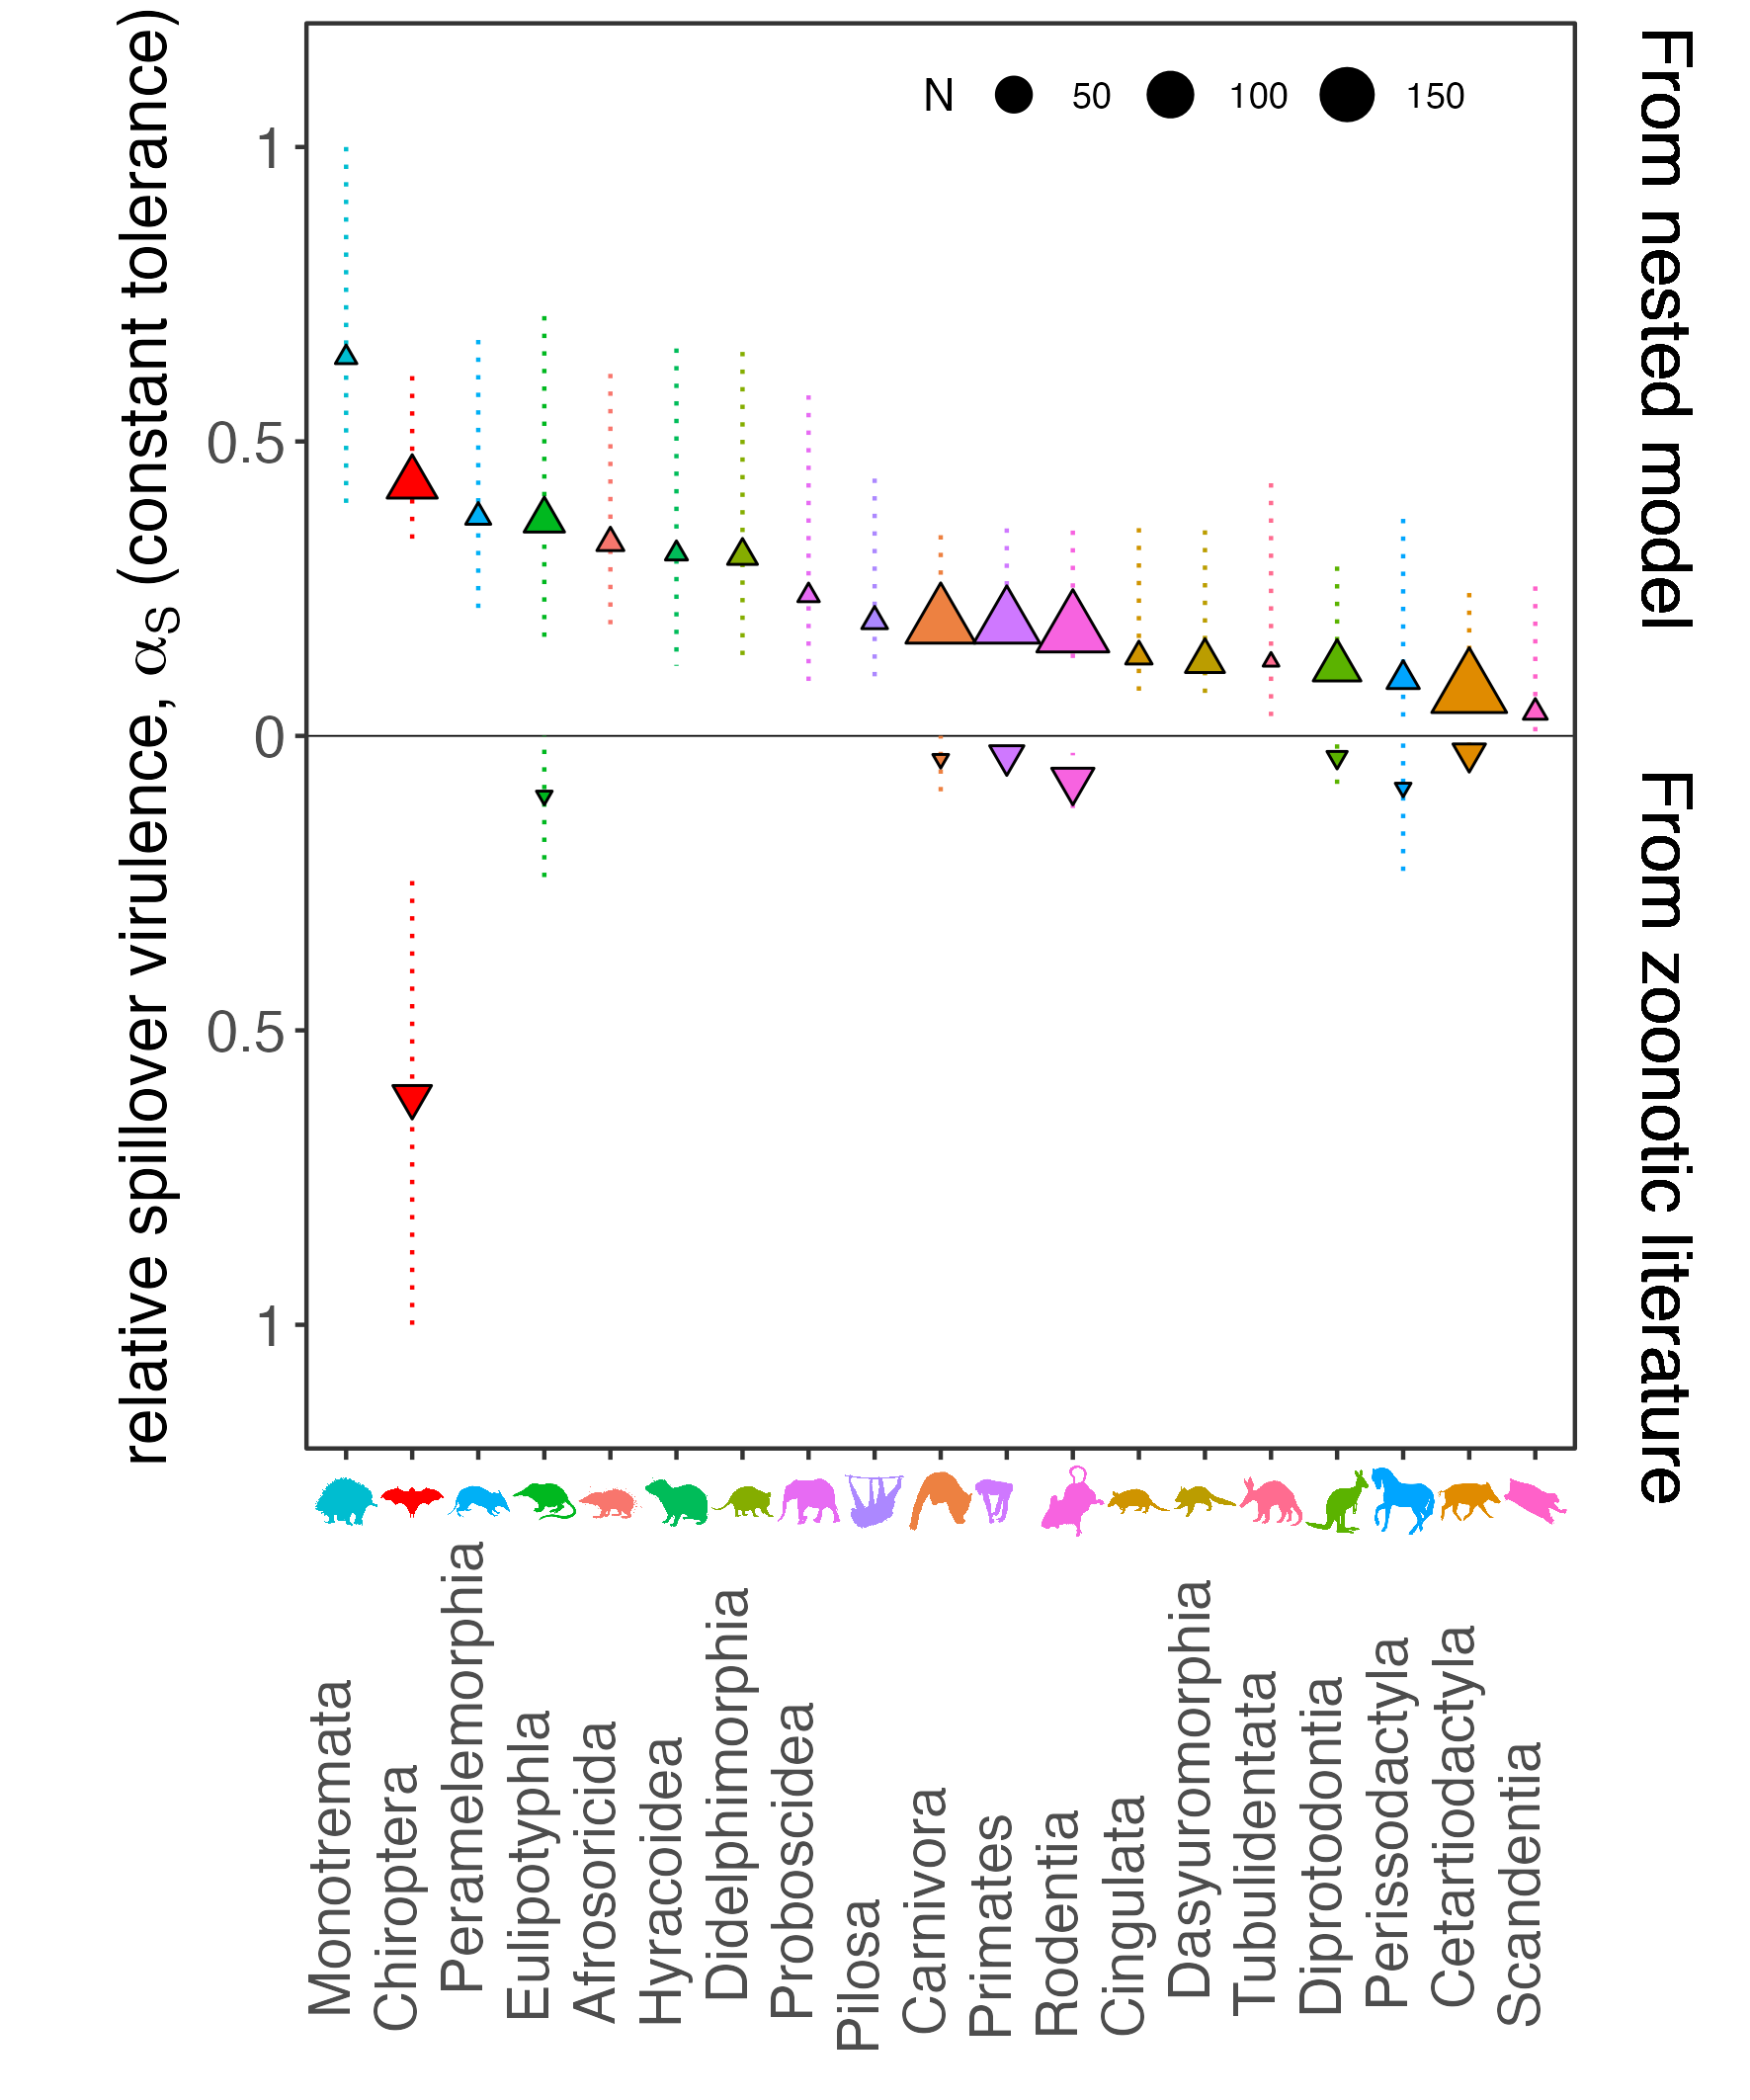 relative spillover virulence, αS (constant tolerance)
From nested model
From zoonotic literature
N 50 100 150
1
0.5
0
0.5
1
Monotremata
Chiroptera
Peramelemorphia
Eulipotyphla
Afrosoricida
Hyracoidea
Didelphimorphia
Proboscidea
Pilosa
Carnivora
Primates
Rodentia
Cingulata
Dasyuromorphia
Tubulidentata
Diprotodontia
Perissodactyla
Cetartiodactyla
Scandentia